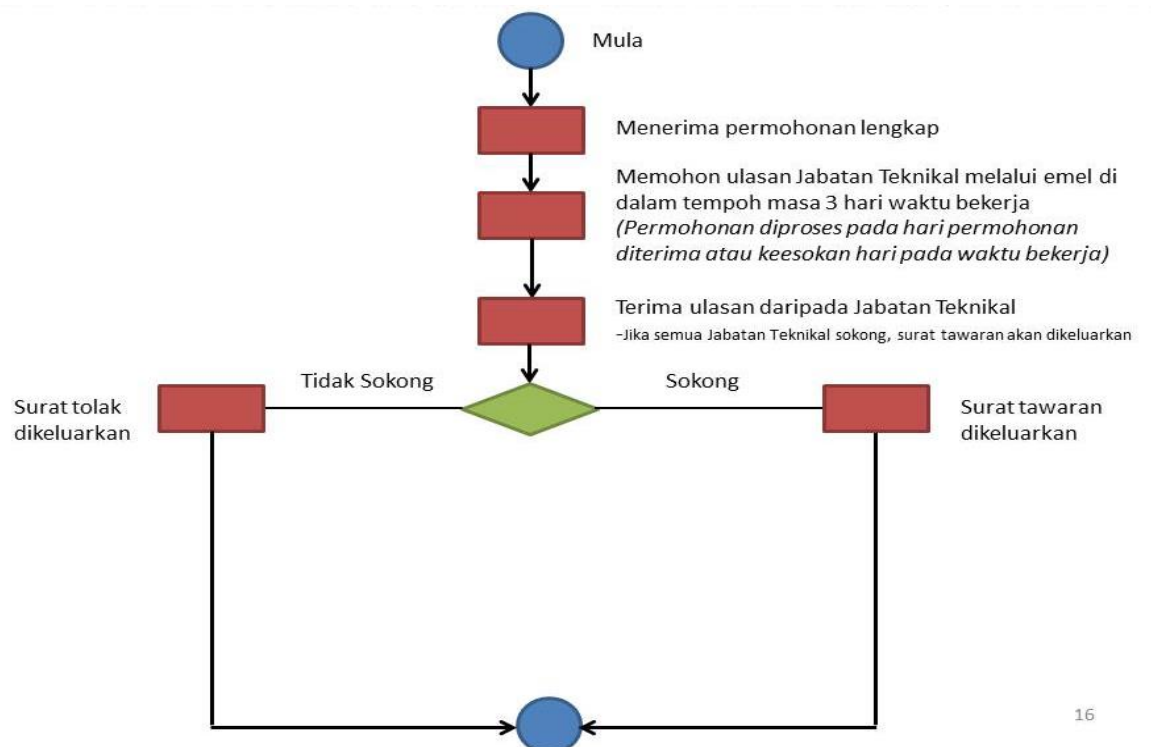 Mula
Menerima permohonan lengkap
Memohon ulasan Jabatan Teknikal melalui emel di
dalam tempoh masa 3 hari waktu bekerja
(Permohonan diproses pada hari permohonan
diterima atau keesokan hari pada waktu bekerja)
Terima ulasan daripada Jabatan Teknikal
-Jika semua Jabatan Teknikal sokong, surat tawaran akan dikeluarkan
Tidak Sokong
Sokong
Surat tolak
dikeluarkan
Surat tawaran
dikeluarkan
16